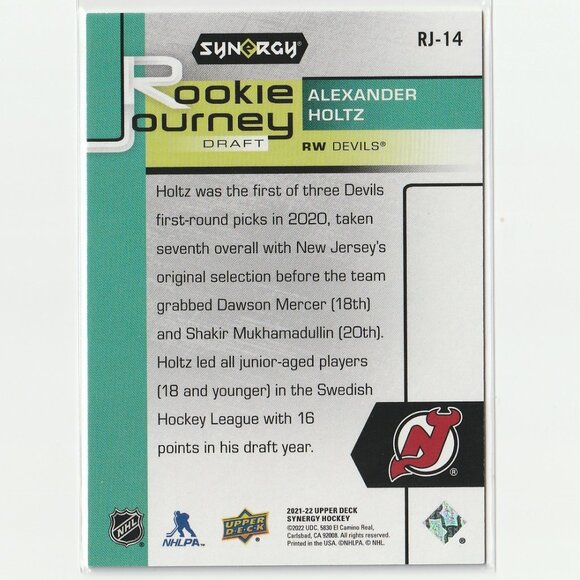 SYNERGY®
RJ-14
Rookie
Journey
DRAFT
ALEXANDER
HOLTZ
RW DEVILS®
Holtz was the first of three Devils
first-round picks in 2020, taken
seventh overall with New Jersey's
original selection before the team
grabbed Dawson Mercer (18th)
and Shakir Mukhamadullin (20th).
Holtz led all junior-aged players
(18 and younger) in the Swedish
Hockey League with 16
points in his draft year.
NJ
®
NHL
NHLPA
UPPER
DECK
2021-22 UPPER DECK
SYNERGY HOCKEY
©2022 UDC. 5830 El Camino Real,
Carlsbad, CA 92008. All rights reserved.
Printed in the USA. ©NHLPA. © NHL.
®